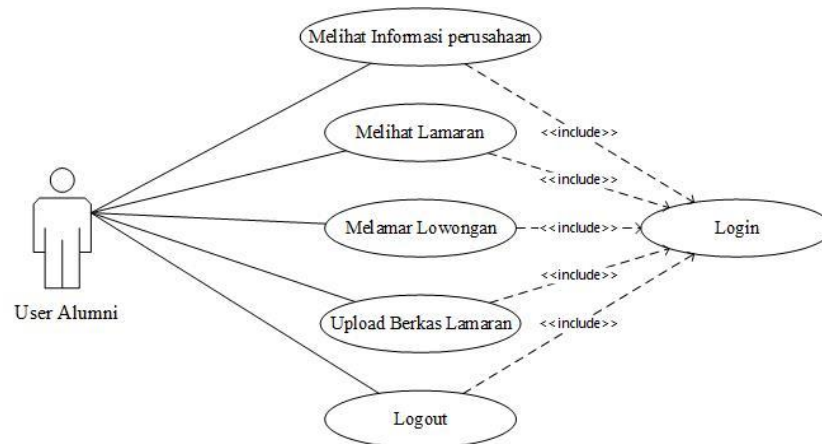 Melihat Informasi perusahaan
<<include>>
Melihat Lamaran
<<include>>
Melamar Lowongan
<<include>>
Login
User Alumni
<<include>>
Upload Berkas Lamaran
<<include>>
Logout